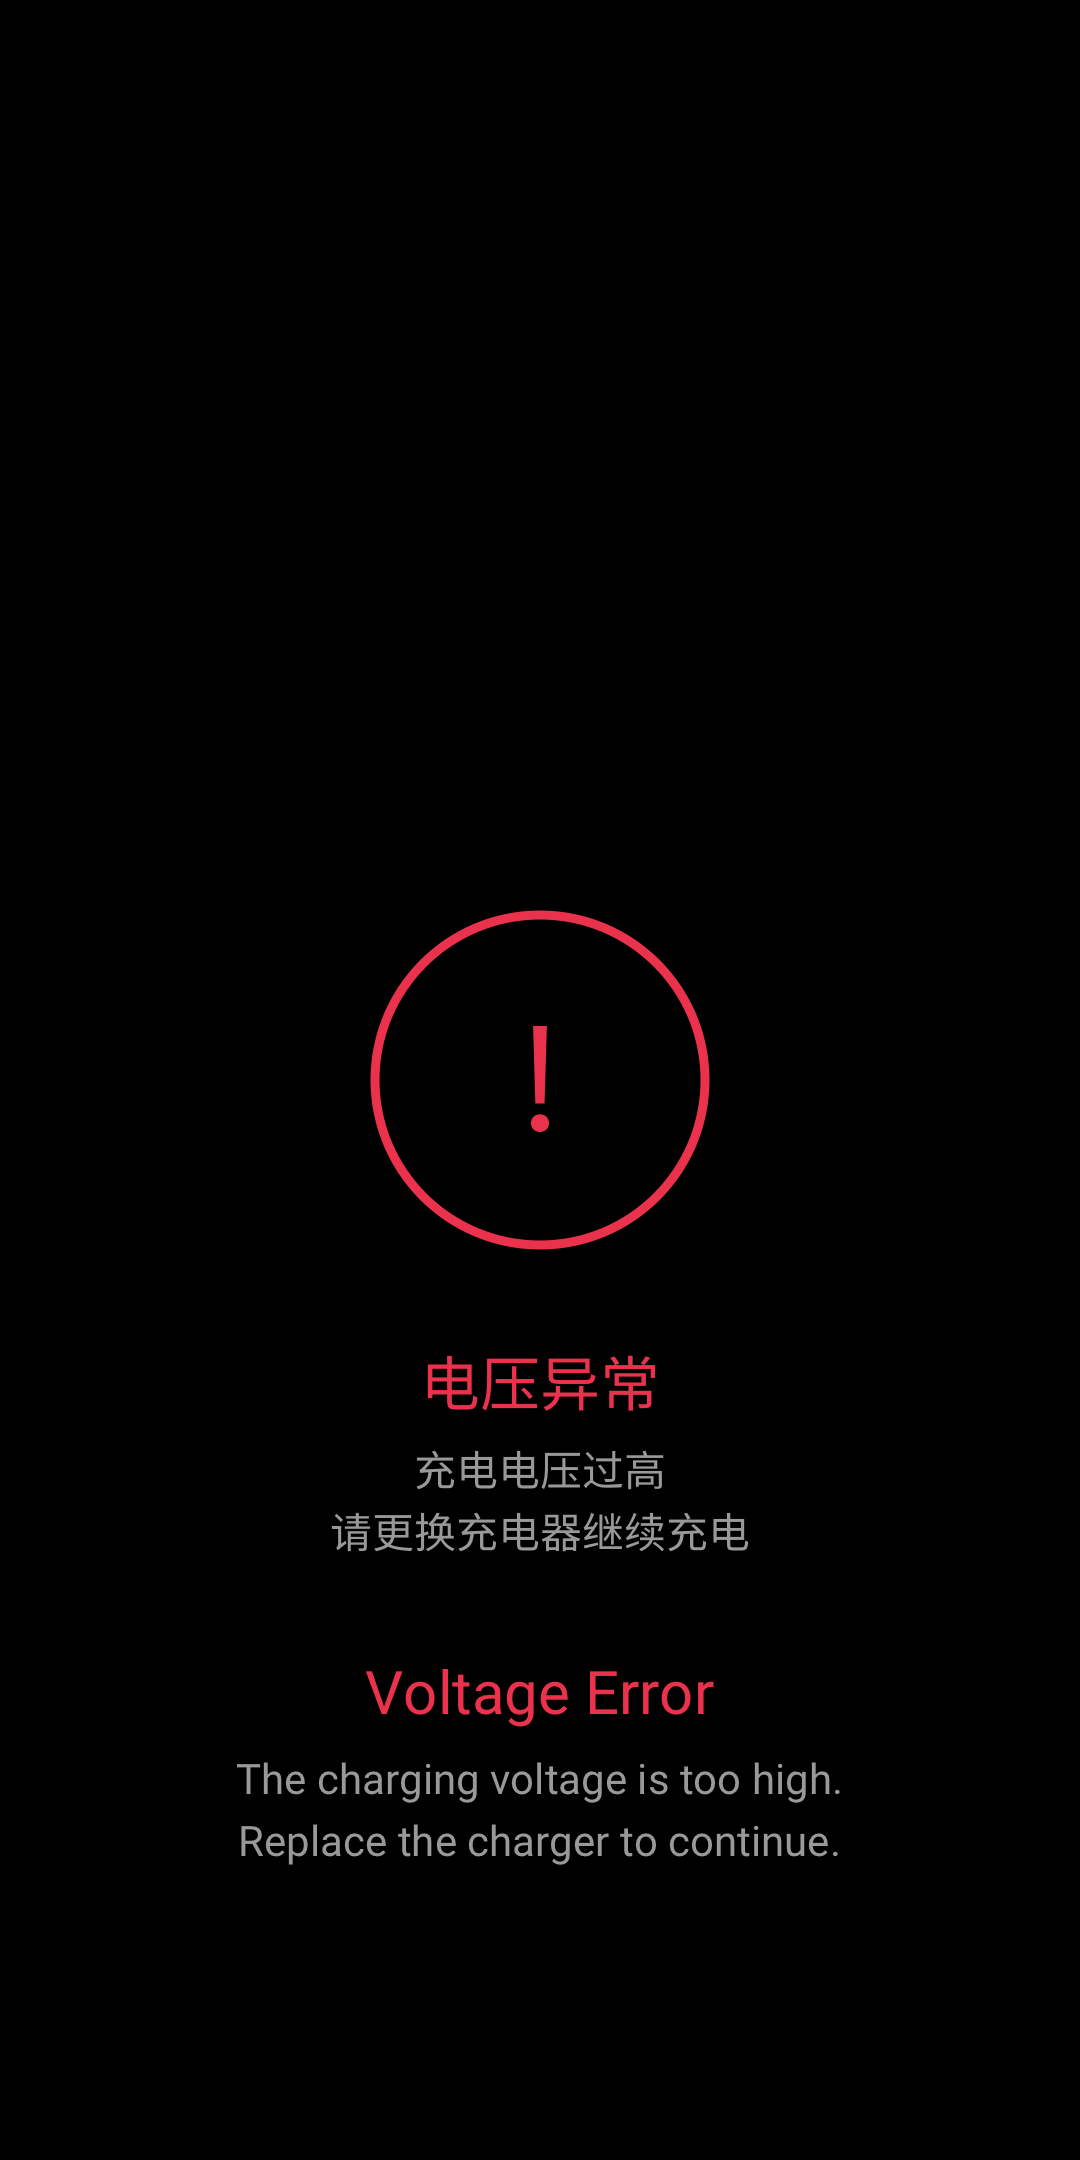 电压异常
充电电压过高
请更换充电器继续充电
Voltage Error
The charging voltage is too high.
Replace the charger to continue.